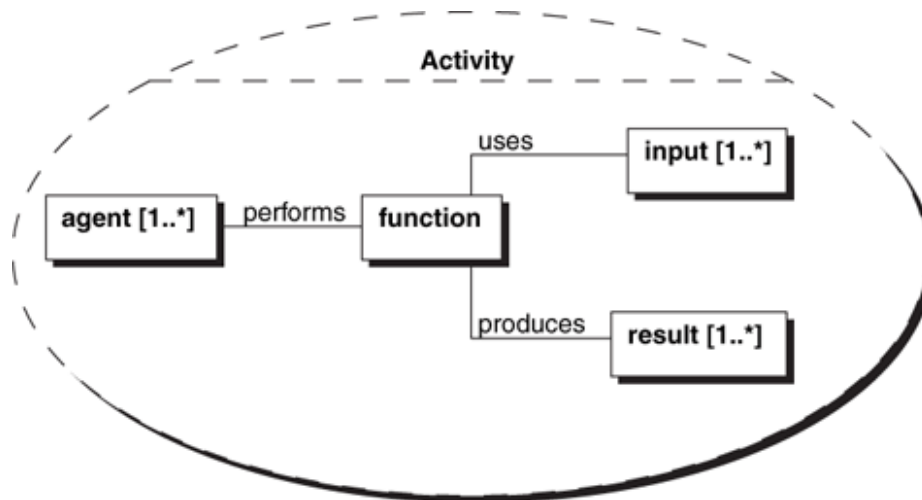 Activity
uses
input [1..*]
agent [1..*]
performs
function
produces
result [1..*]